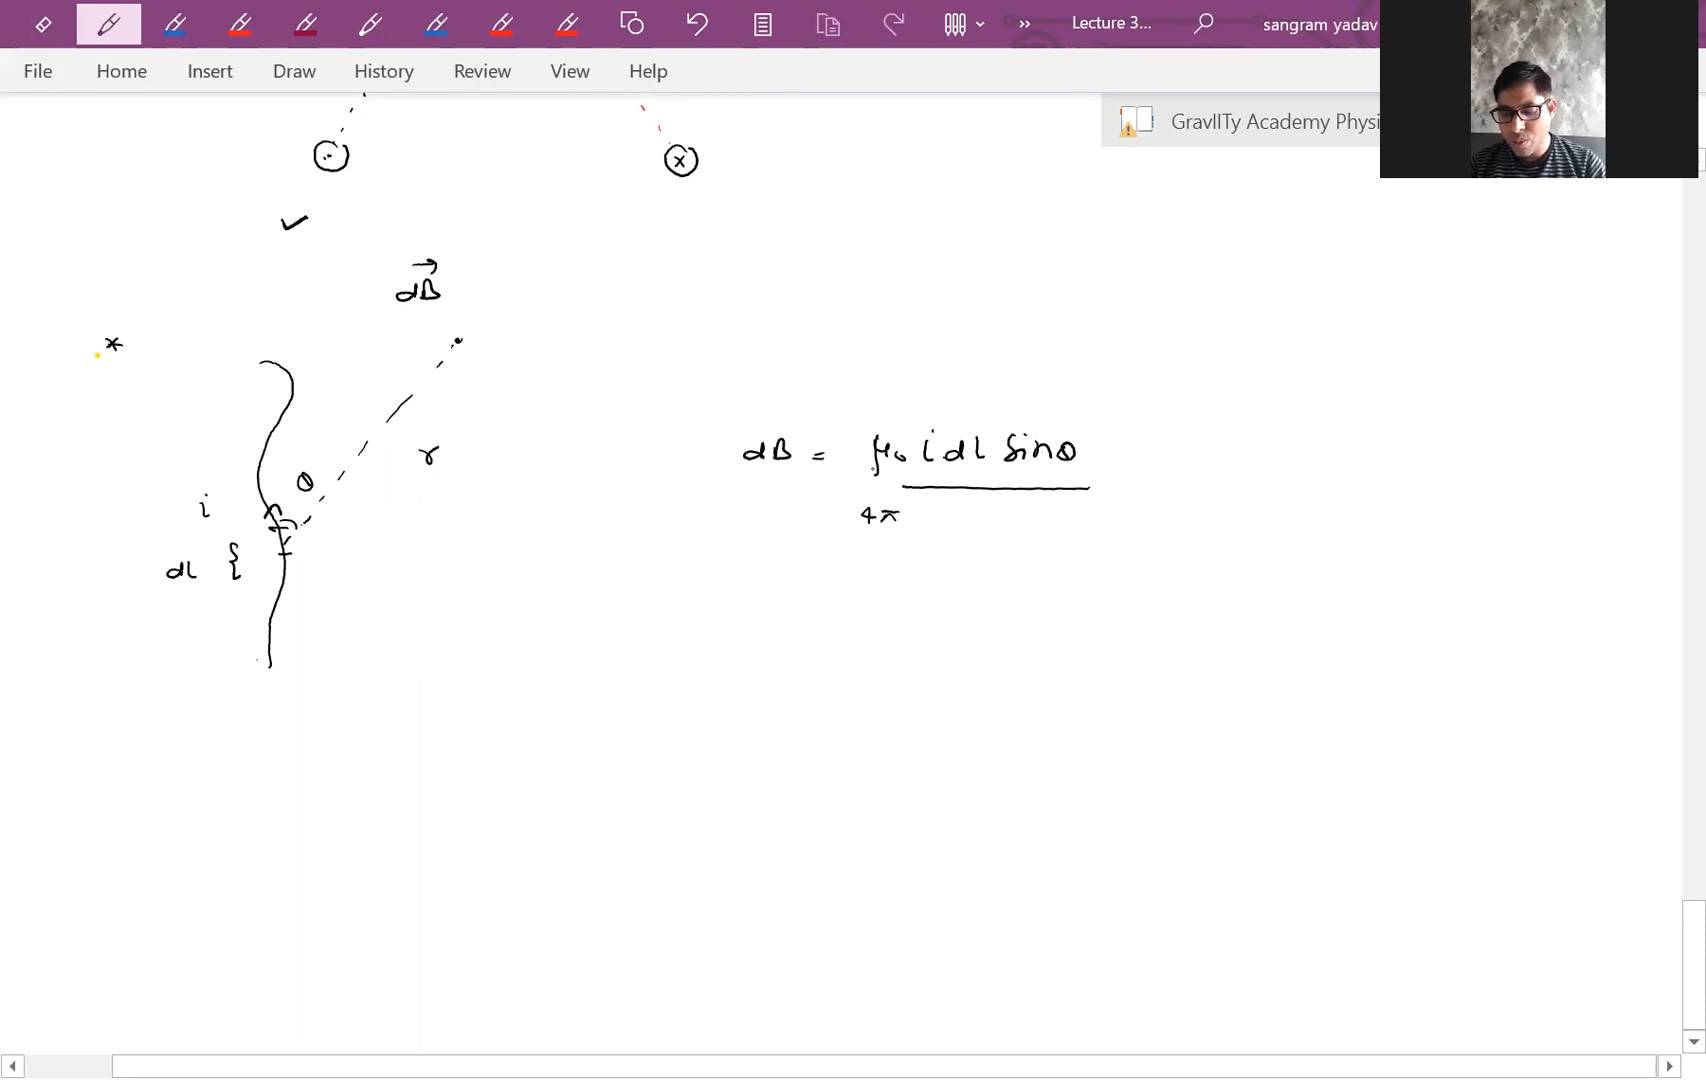 Lecture 3...
sangram yadav
File Home Insert Draw History Review View Help
GravIITy Academy Physi
dB
*
dB = μ₀ i dl Sinθ
4π
r
θ
i
dl {